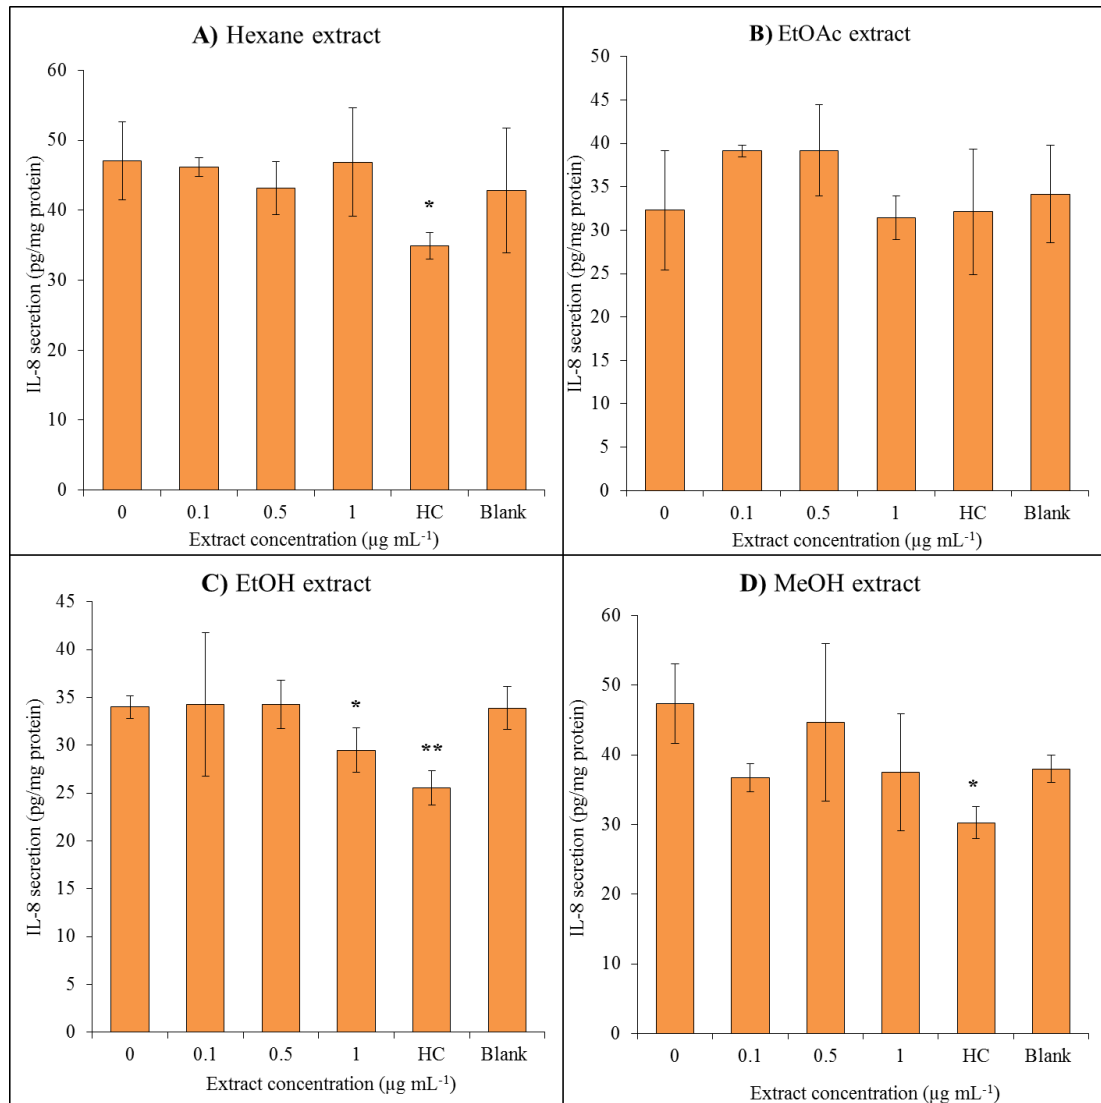 A) Hexane extract
60
50
40
30
20
10
0
IL-8 secretion (pg/mg protein)
*
0 0.1 0.5 1 HC Blank
Extract concentration (µg mL⁻¹)
B) EtOAc extract
50
45
40
35
30
25
20
15
10
5
0
IL-8 secretion (pg/mg protein)
0 0.1 0.5 1 HC Blank
Extract concentration (µg mL⁻¹)
C) EtOH extract
45
40
35
30
25
20
15
10
5
0
IL-8 secretion (pg/mg protein)
*
**
0 0.1 0.5 1 HC Blank
Extract concentration (µg mL⁻¹)
D) MeOH extract
60
50
40
30
20
10
0
IL-8 secretion (pg/mg protein)
*
0 0.1 0.5 1 HC Blank
Extract concentration (µg mL⁻¹)